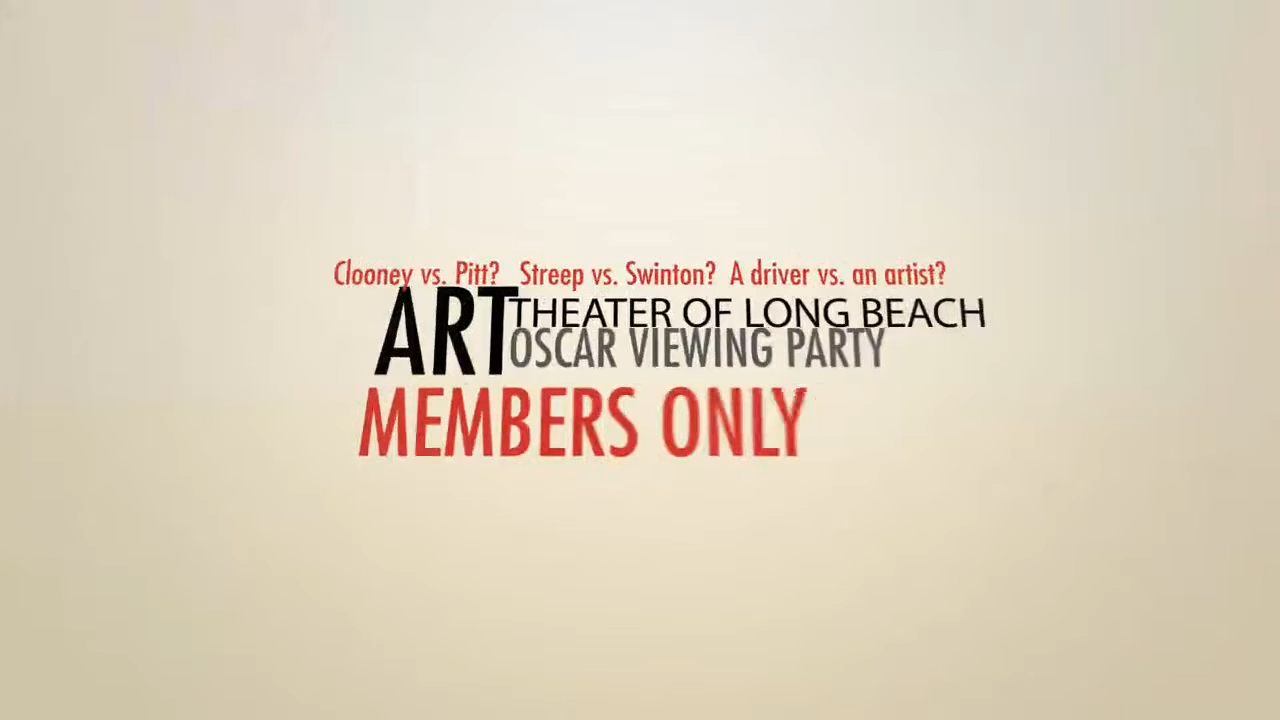 Clooney vs. Pitt? Streep vs. Swinton? A driver vs. an artist?
ART THEATER OF LONG BEACH
OSCAR VIEWING PARTY
MEMBERS ONLY